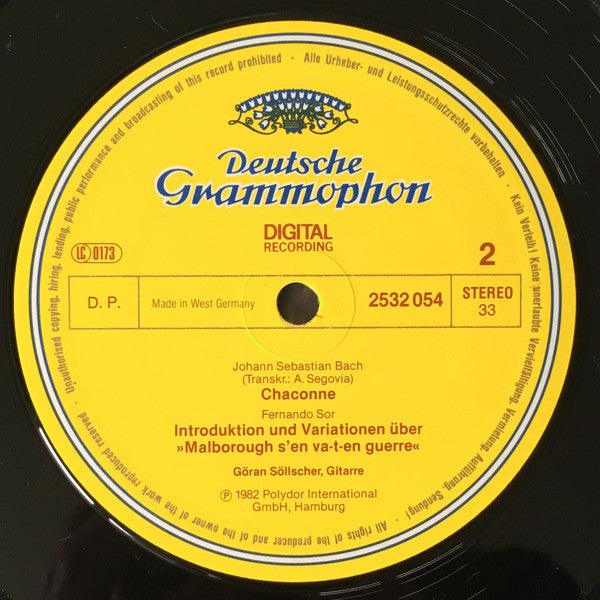 Alle Urheber- und Leistungsschutzrechte vorbehalten · Kein Verleih! Keine unerlaubte Vervielfältigung, Vermietung, Aufführung, Sendung!
All rights of the producer and of the owner of the work reproduced reserved · Unauthorised copying, hiring, lending, public performance and broadcasting of this record prohibited ·
Deutsche
Grammophon
DIGITAL
RECORDING
LC 0173
2
D. P.
Made in West Germany
2532 054
STEREO
33
Johann Sebastian Bach
(Transkr.: A. Segovia)
Chaconne
Fernando Sor
Introduktion und Variationen über
»Malborough s'en va-t-en guerre«
Göran Söllscher, Gitarre
Ⓟ 1982 Polydor International
GmbH, Hamburg